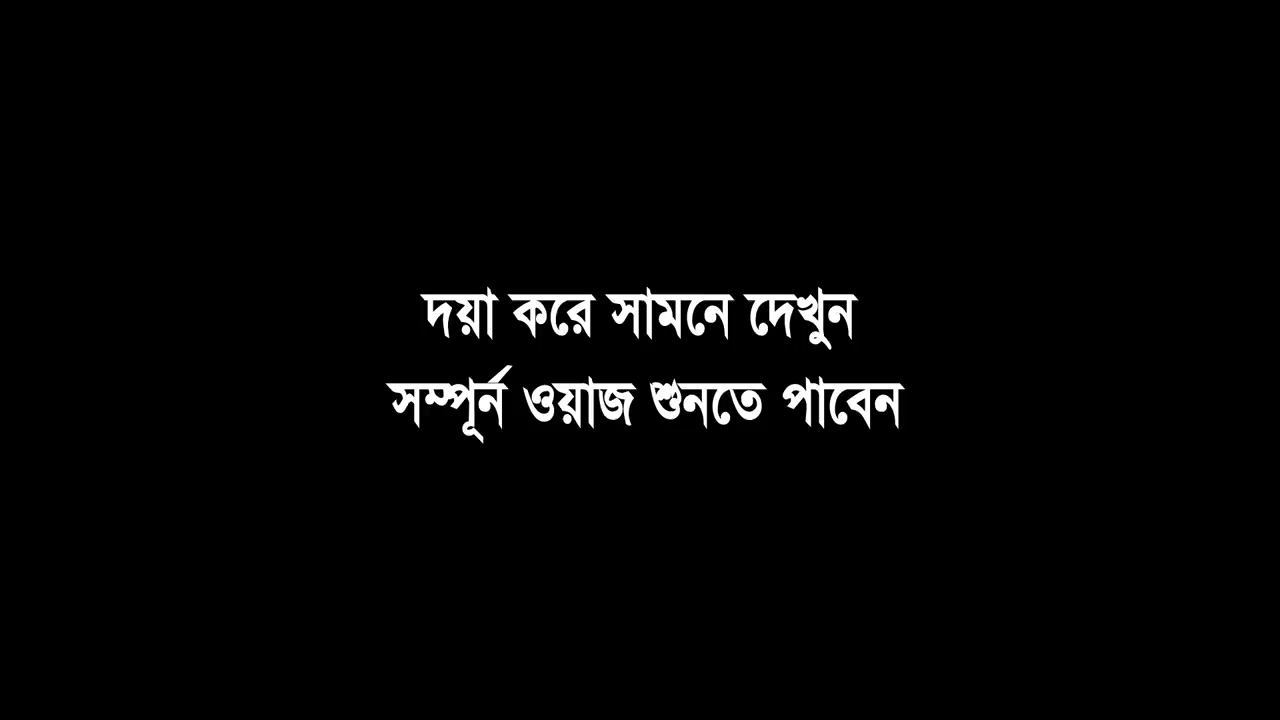 দয়া করে সামনে দেখুন
সম্পূর্ন ওয়াজ শুনতে পাবেন